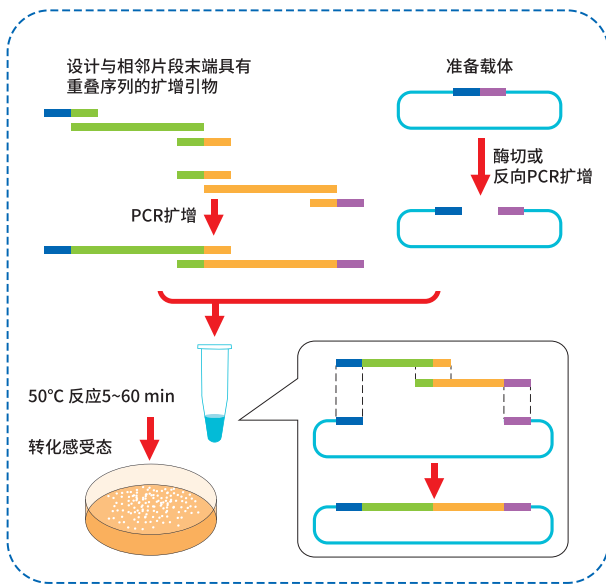 设计与相邻片段末端具有
重叠序列的扩增引物
准备载体
酶切或
反向PCR扩增
PCR扩增
50℃ 反应5~60 min
转化感受态